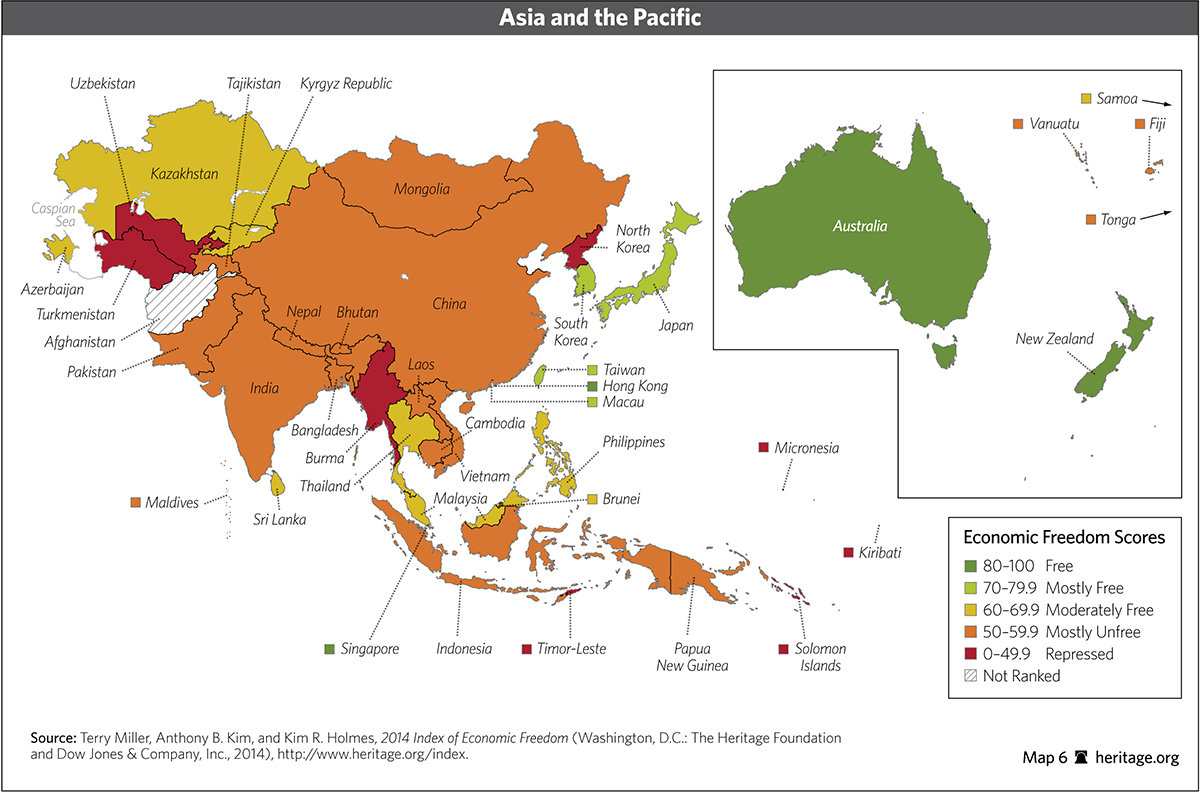 Asia and the Pacific
Uzbekistan
Tajikistan
Kyrgyz Republic
Kazakhstan
Mongolia
Caspian
Sea
North
Korea
Azerbaijan
Turkmenistan
Afghanistan
Pakistan
Nepal
Bhutan
China
South
Korea
Japan
India
Laos
Taiwan
Hong Kong
Macau
Bangladesh
Burma
Thailand
Cambodia
Vietnam
Philippines
Malaysia
Brunei
Maldives
Sri Lanka
Micronesia
Kiribati
Singapore
Indonesia
Timor-Leste
Papua
New Guinea
Solomon
Islands
Samoa
Vanuatu
Fiji
Tonga
Australia
New Zealand
Economic Freedom Scores
80–100 Free
70–79.9 Mostly Free
60–69.9 Moderately Free
50–59.9 Mostly Unfree
0–49.9 Repressed
Not Ranked
Source: Terry Miller, Anthony B. Kim, and Kim R. Holmes, 2014 Index of Economic Freedom (Washington, D.C.: The Heritage Foundation
and Dow Jones & Company, Inc., 2014), http://www.heritage.org/index.
Map 6 heritage.org